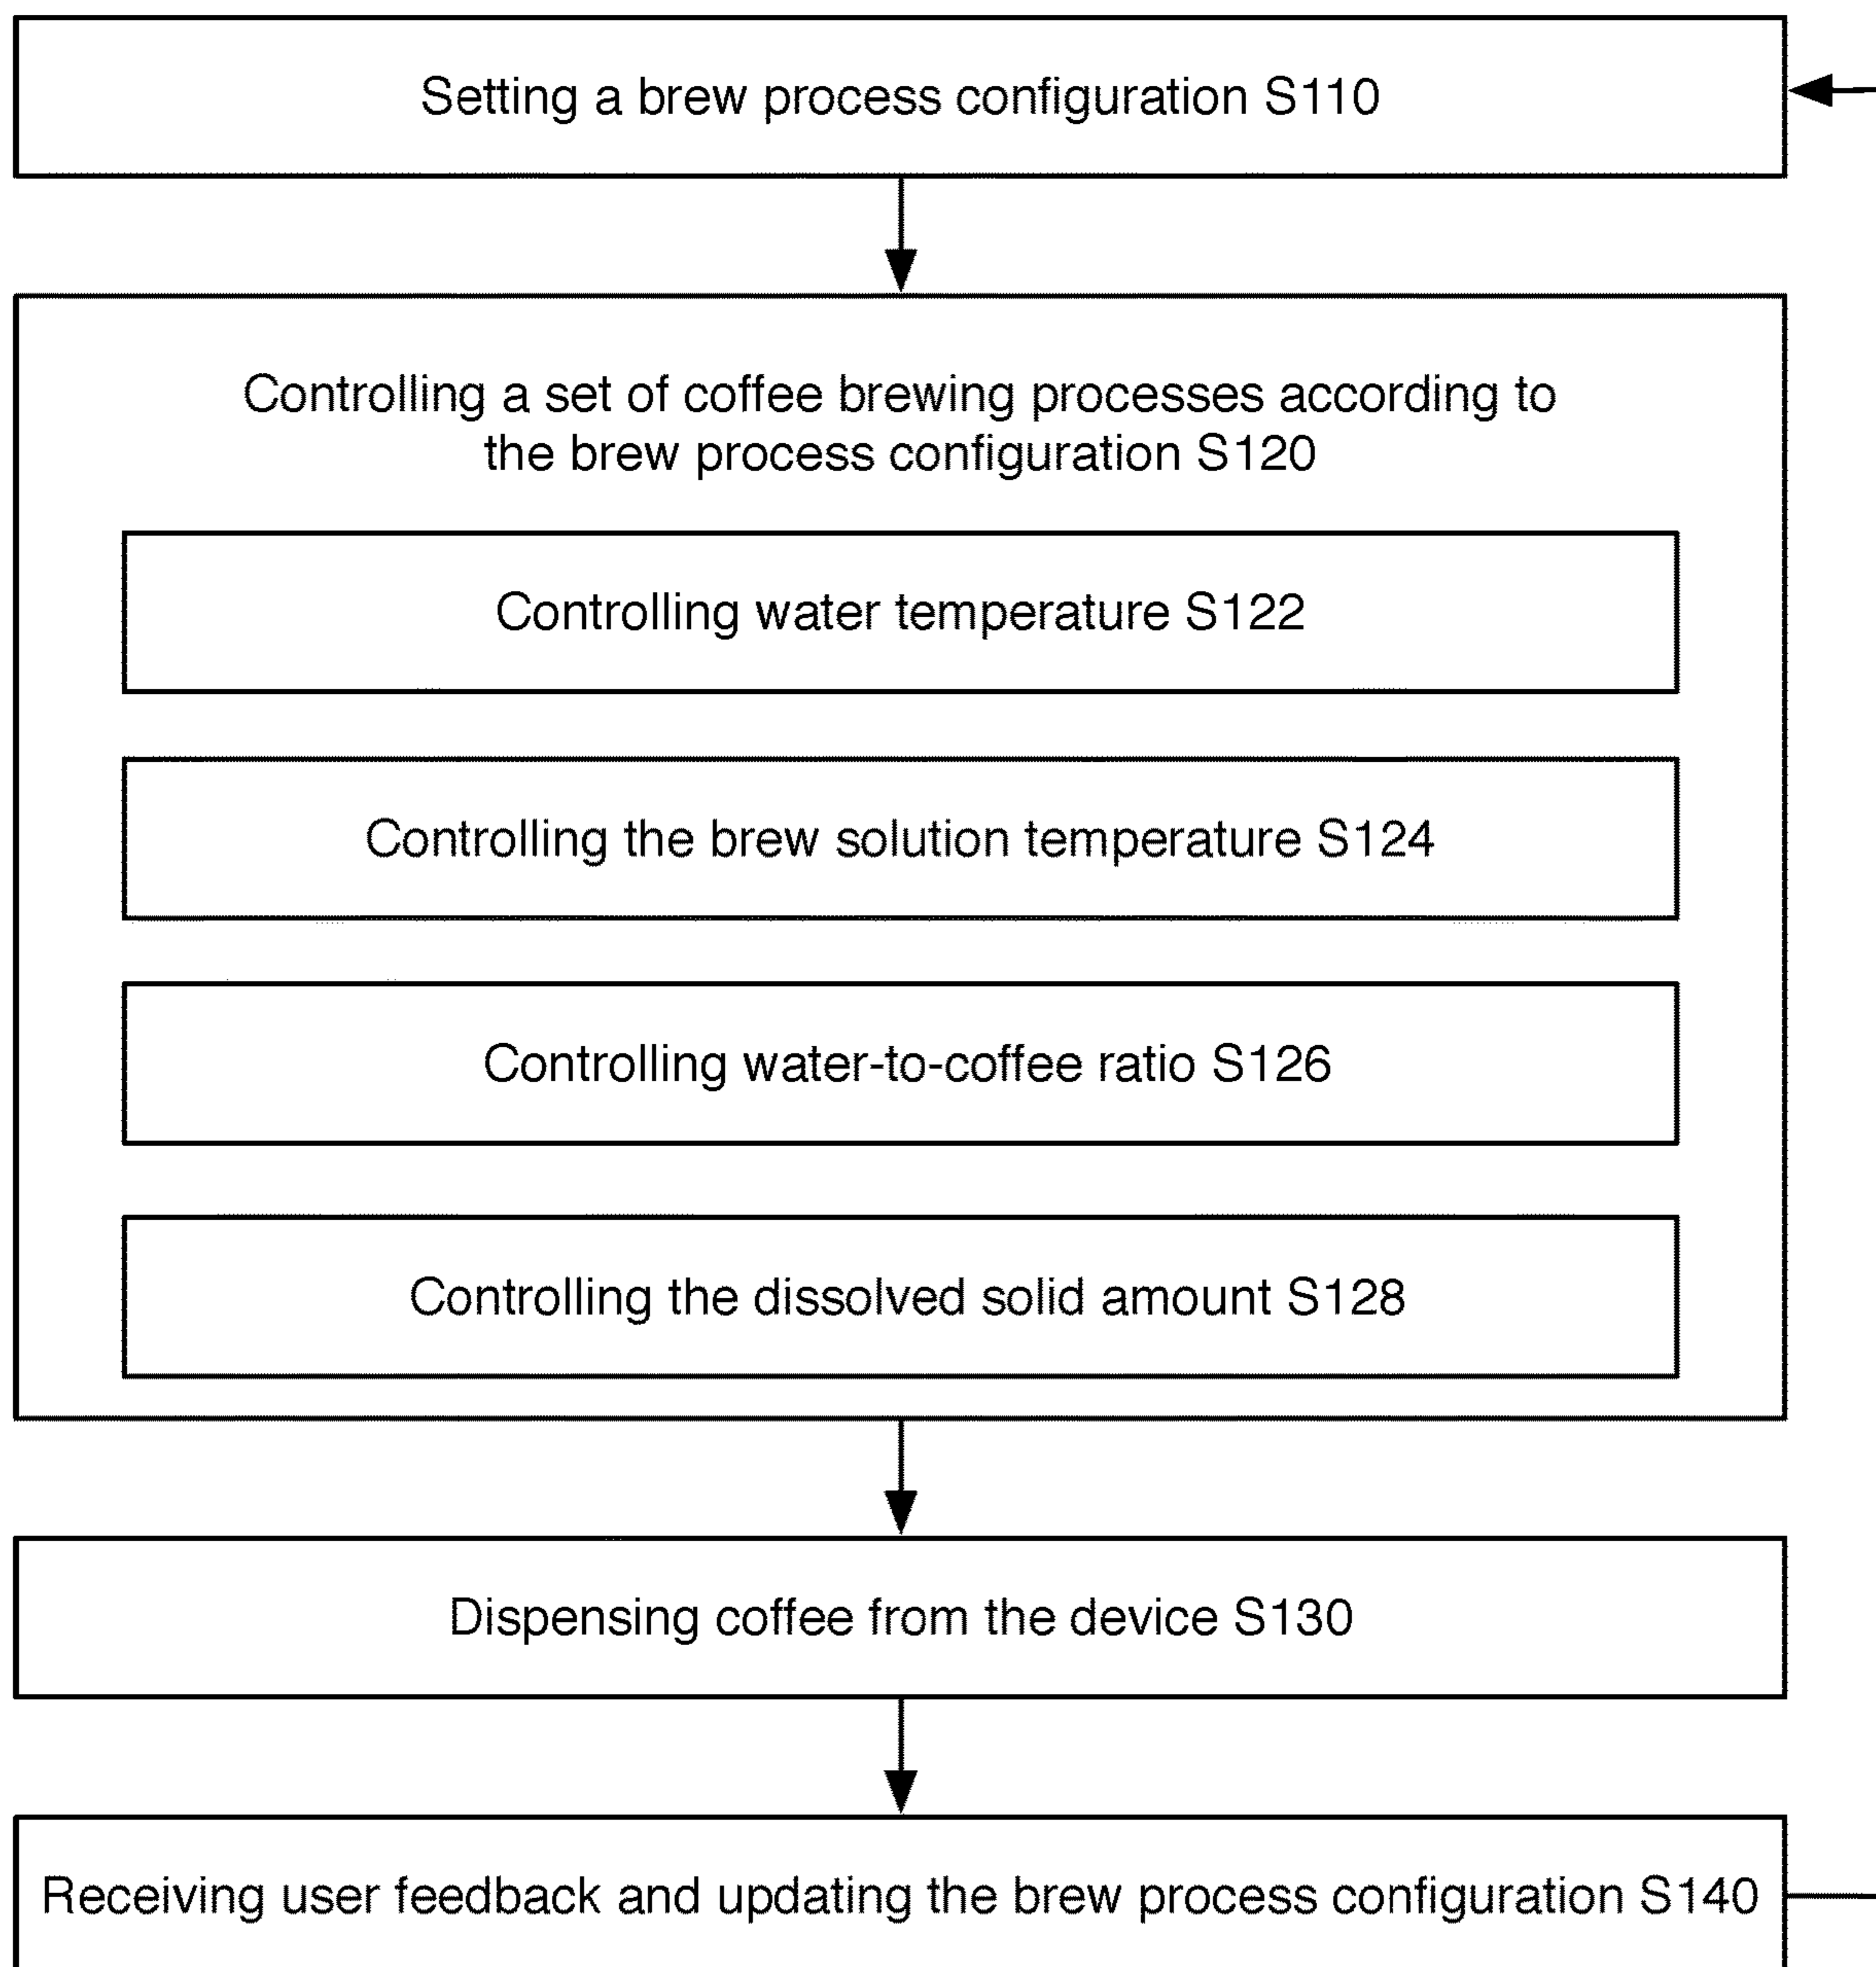 Setting a brew process configuration S110
Controlling a set of coffee brewing processes according to
the brew process configuration S120
Controlling water temperature S122
Controlling the brew solution temperature S124
Controlling water-to-coffee ratio S126
Controlling the dissolved solid amount S128
Dispensing coffee from the device S130
Receiving user feedback and updating the brew process configuration S140